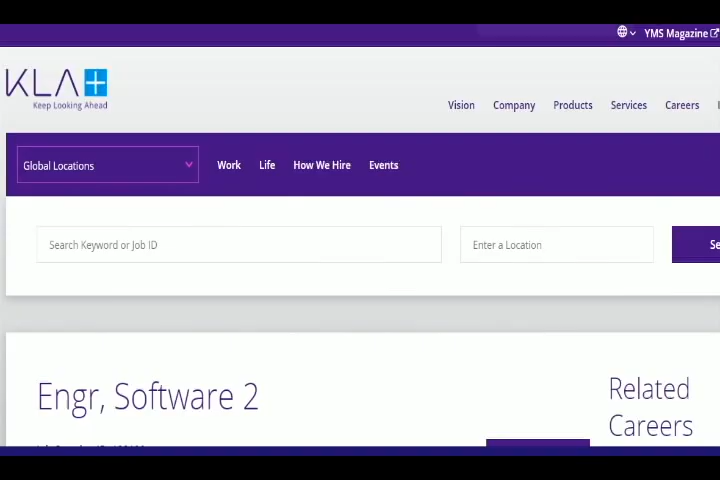 YMS Magazine
KLA
Keep Looking Ahead
Vision Company Products Services Careers
Global Locations Work Life How We Hire Events
Search Keyword or Job ID Enter a Location Se
Engr, Software 2
Related
Careers